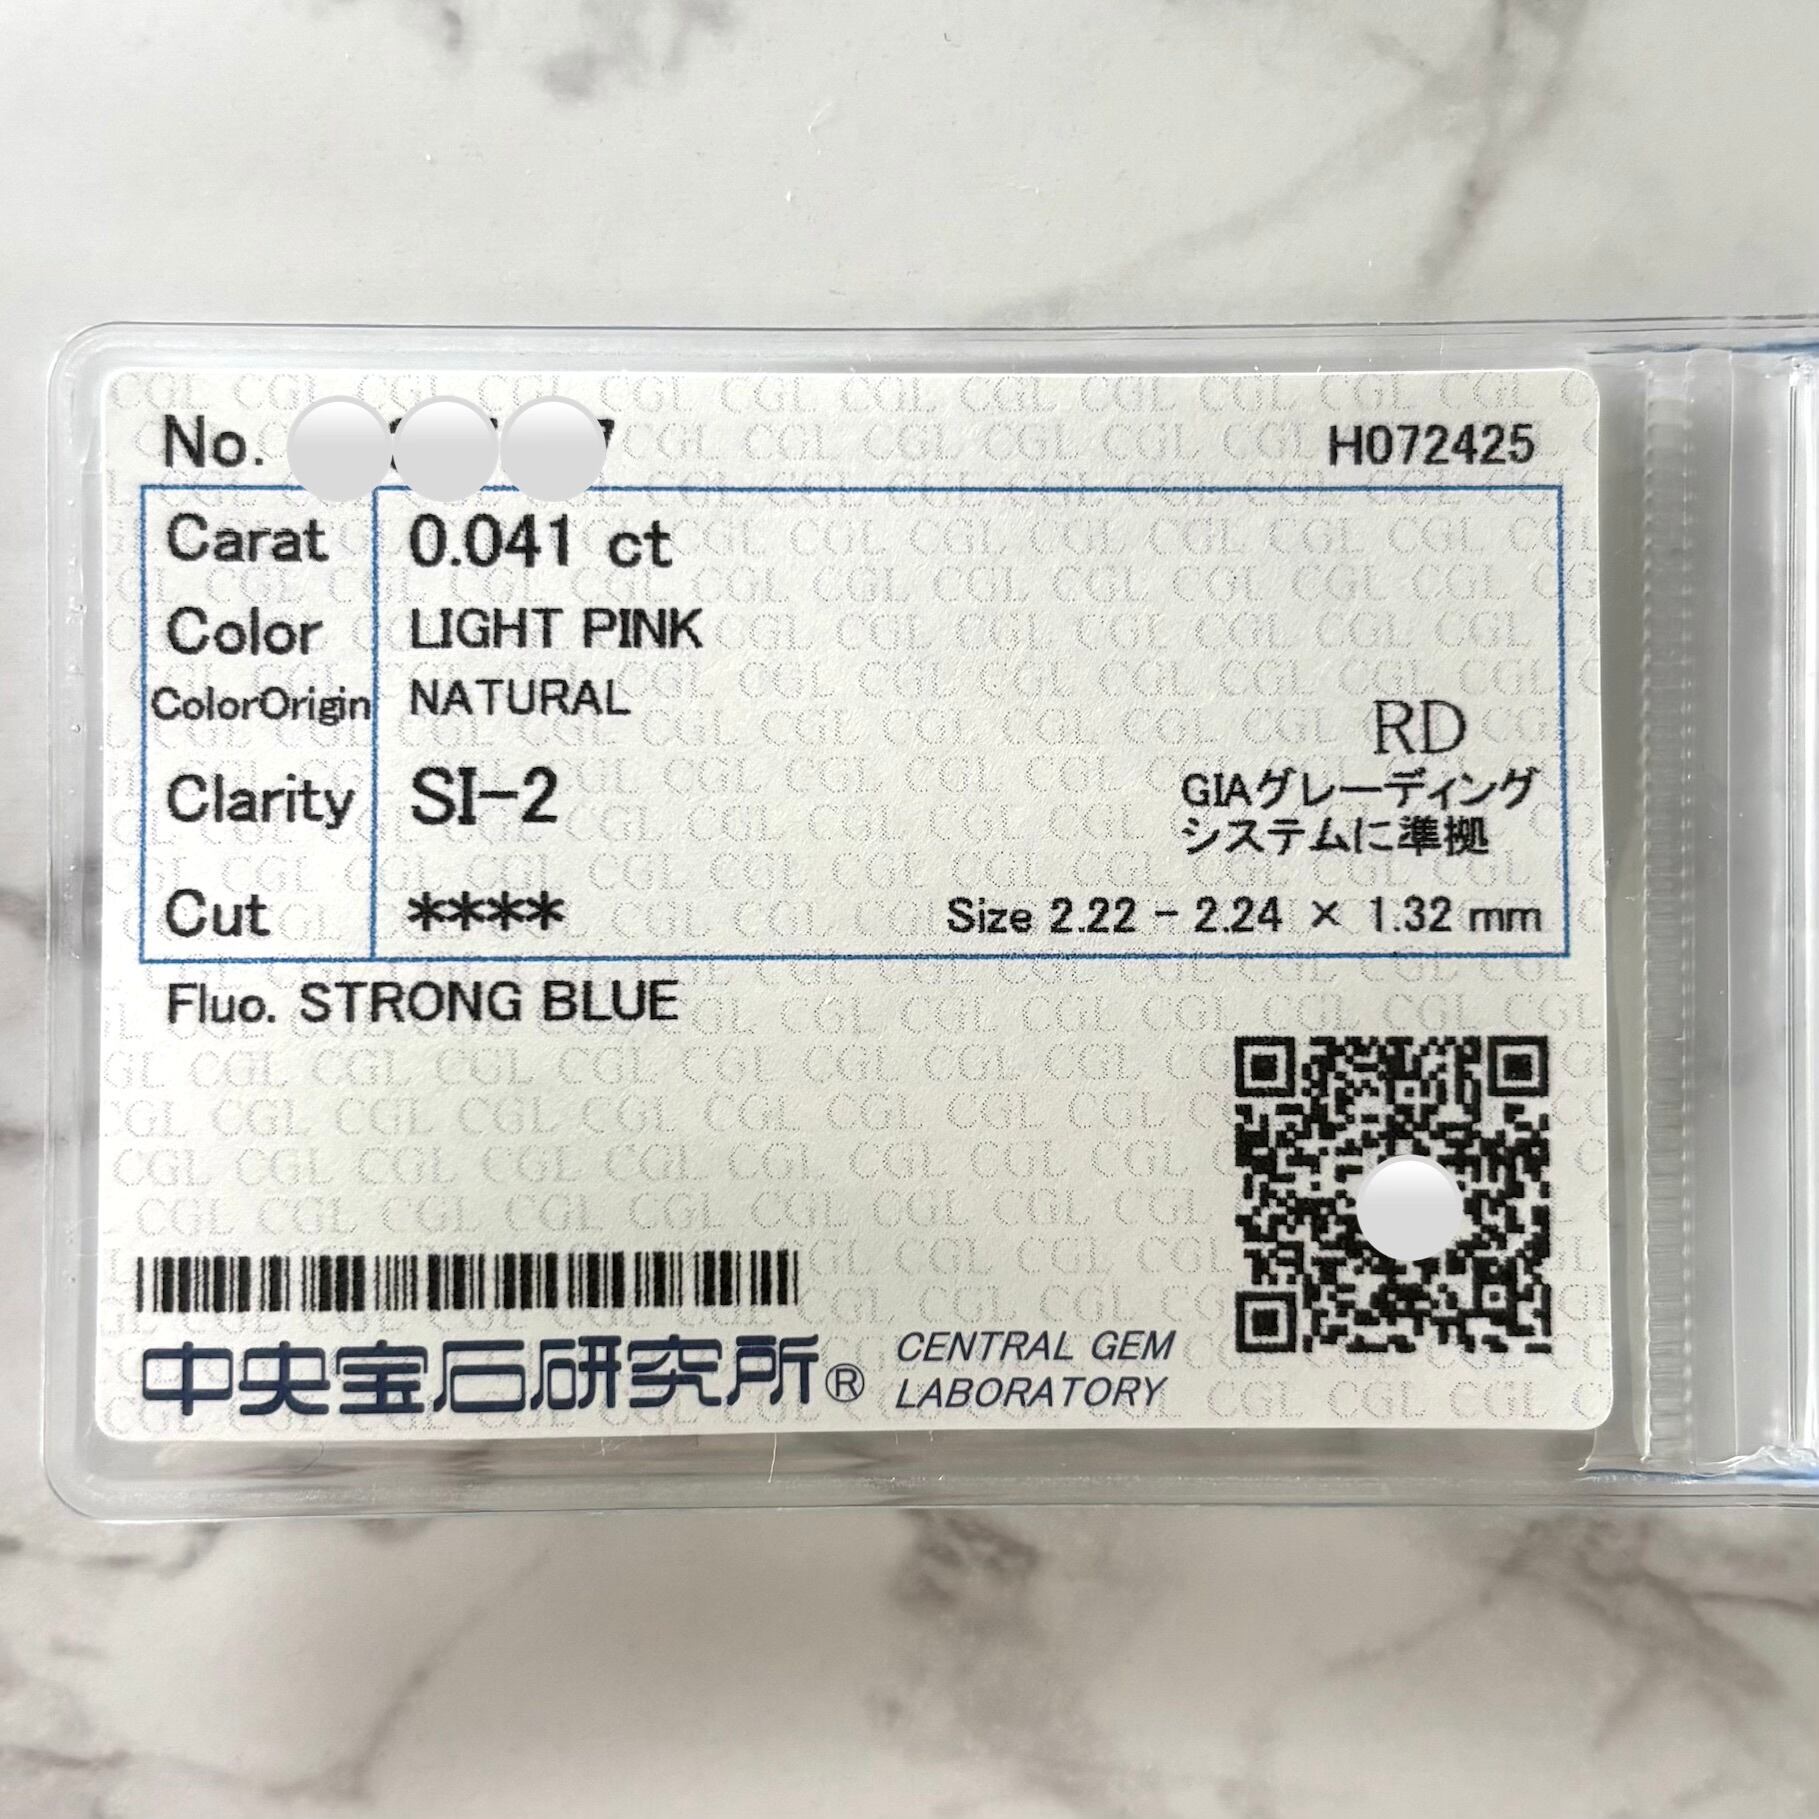 No.
H072425
Carat 0.041 ct
Color LIGHT PINK
ColorOrigin NATURAL
RD
Clarity SI-2
GIAグレーディング
システムに準拠
Cut ****
Size 2.22 - 2.24 × 1.32 mm
Fluo. STRONG BLUE
中央宝石研究所®
CENTRAL GEM
LABORATORY